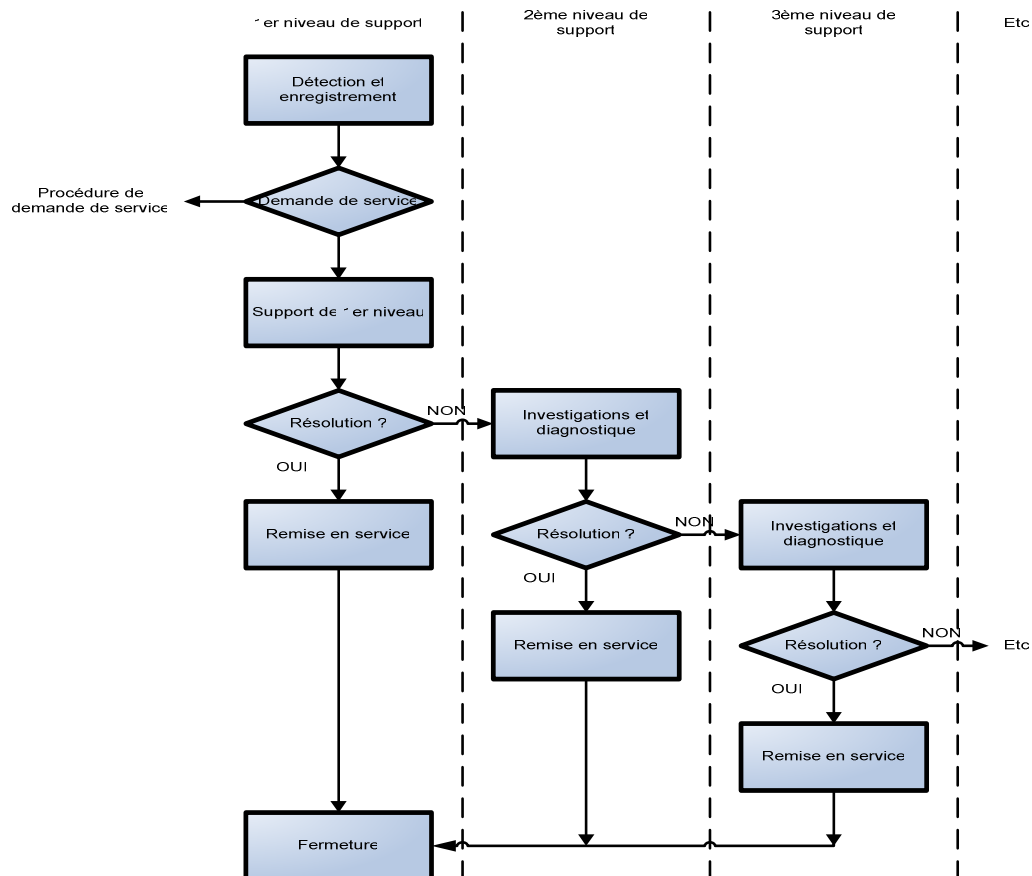 1er niveau de support
2ème niveau de
support
3ème niveau de
support
Etc
Détection et
enregistrement
Procédure de
demande de service
Demande de service
Support de 1er niveau
Résolution ?
NON
Investigations et
diagnostique
OUI
Remise en service
Résolution ?
NON
Investigations et
diagnostique
OUI
Remise en service
Résolution ?
NON
Etc
OUI
Remise en service
Fermeture